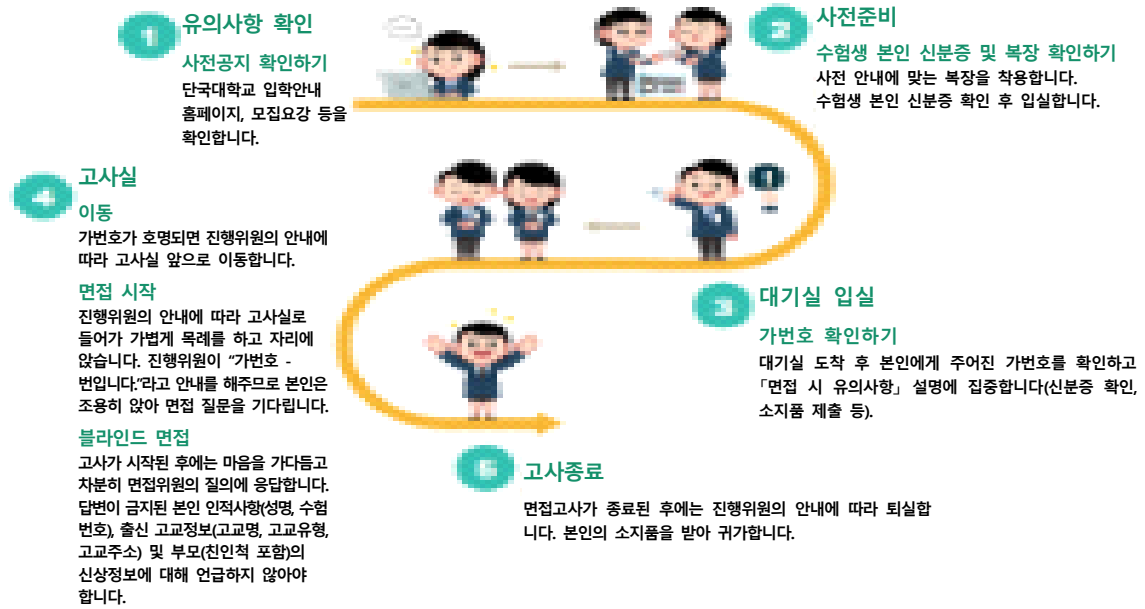 1
유의사항 확인
사전공지 확인하기
단국대학교 입학안내
홈페이지, 모집요강 등을
확인합니다.
2
사전준비
수험생 본인 신분증 및 복장 확인하기
사전 안내에 맞는 복장을 착용합니다.
수험생 본인 신분증 확인 후 입실합니다.
3
대기실 입실
가번호 확인하기
대기실 도착 후 본인에게 주어진 가번호를 확인하고
「면접 시 유의사항」 설명에 집중합니다(신분증 확인,
소지품 제출 등).
4
고사실
이동
가번호가 호명되면 진행위원의 안내에
따라 고사실 앞으로 이동합니다.
면접 시작
진행위원의 안내에 따라 고사실로
들어가 가볍게 목례를 하고 자리에
앉습니다. 진행위원이 “가번호 -
번입니다.”라고 안내를 해주므로 본인은
조용히 앉아 면접 질문을 기다립니다.
블라인드 면접
고사가 시작된 후에는 마음을 가다듬고
차분히 면접위원의 질의에 응답합니다.
답변이 금지된 본인 인적사항(성명, 수험
번호), 출신 고교정보(고교명, 고교유형,
고교주소) 및 부모(친인척 포함)의
신상정보에 대해 언급하지 않아야
합니다.
5
고사종료
면접고사가 종료된 후에는 진행위원의 안내에 따라 퇴실합
니다. 본인의 소지품을 받아 귀가합니다.